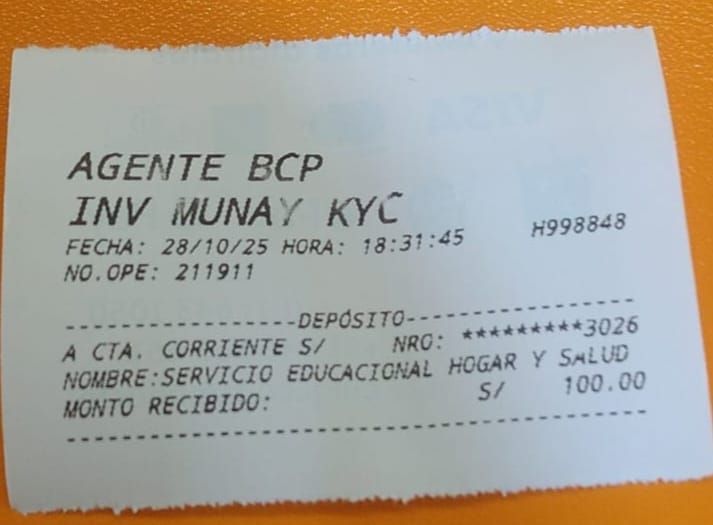 AGENTE BCP
INV MUNAY KYC
FECHA: 28/10/25 HORA: 18:31:45 H998848
NO.OPE: 211911
-----------------DEPÓSITO-----------------
A CTA. CORRIENTE S/ NRO: *********3026
NOMBRE:SERVICIO EDUCACIONAL HOGAR Y SALUD
MONTO RECIBIDO: S/ 100.00